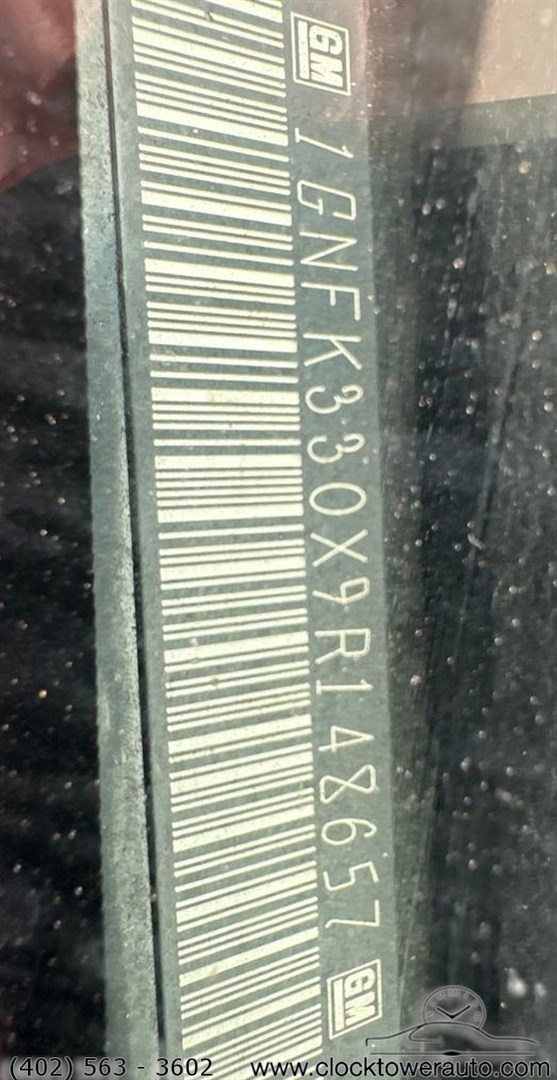 GM 1GNFK330X9R148657 GM
(402) 563 - 3602 www.clocktowerauto.com